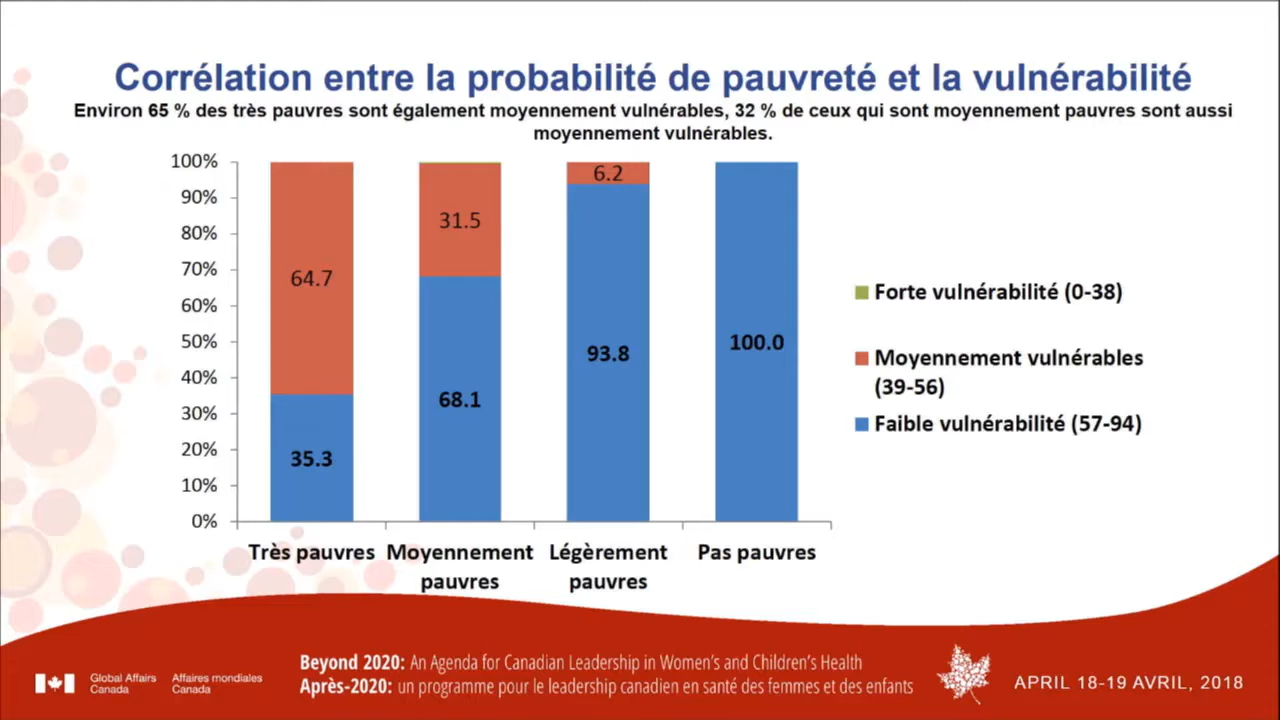 Corrélation entre la probabilité de pauvreté et la vulnérabilité
Environ 65 % des très pauvres sont également moyennement vulnérables, 32 % de ceux qui sont moyennement pauvres sont aussi
moyennement vulnérables.
100%
90%
80%
70%
60%
50%
40%
30%
20%
10%
0%
64.7
35.3
31.5
68.1
6.2
93.8
100.0
Très pauvres
Moyennement
pauvres
Légèrement
pauvres
Pas pauvres
Forte vulnérabilité (0-38)
Moyennement vulnérables
(39-56)
Faible vulnérabilité (57-94)
Global Affairs
Canada
Affaires mondiales
Canada
Beyond 2020: An Agenda for Canadian Leadership in Women's and Children's Health
Après-2020: un programme pour le leadership canadien en santé des femmes et des enfants
APRIL 18-19 AVRIL, 2018